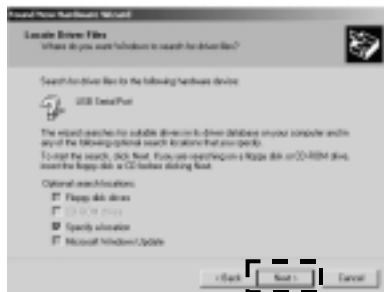 Found New Hardware Wizard
Locate Driver Files
Where do you want Windows to search for driver files?
Search for driver files for the following hardware device:
USB Serial Port
The wizard searches for suitable drivers in its driver database on your computer and in
any of the following optional search locations that you specify.
To start the search, click Next. If you are searching on a floppy disk or CD-ROM drive,
insert the floppy disk or CD before clicking Next.
Optional search locations:
Floppy disk drives
CD-ROM drives
Specify a location
Microsoft Windows Update
< Back
Next >
Cancel